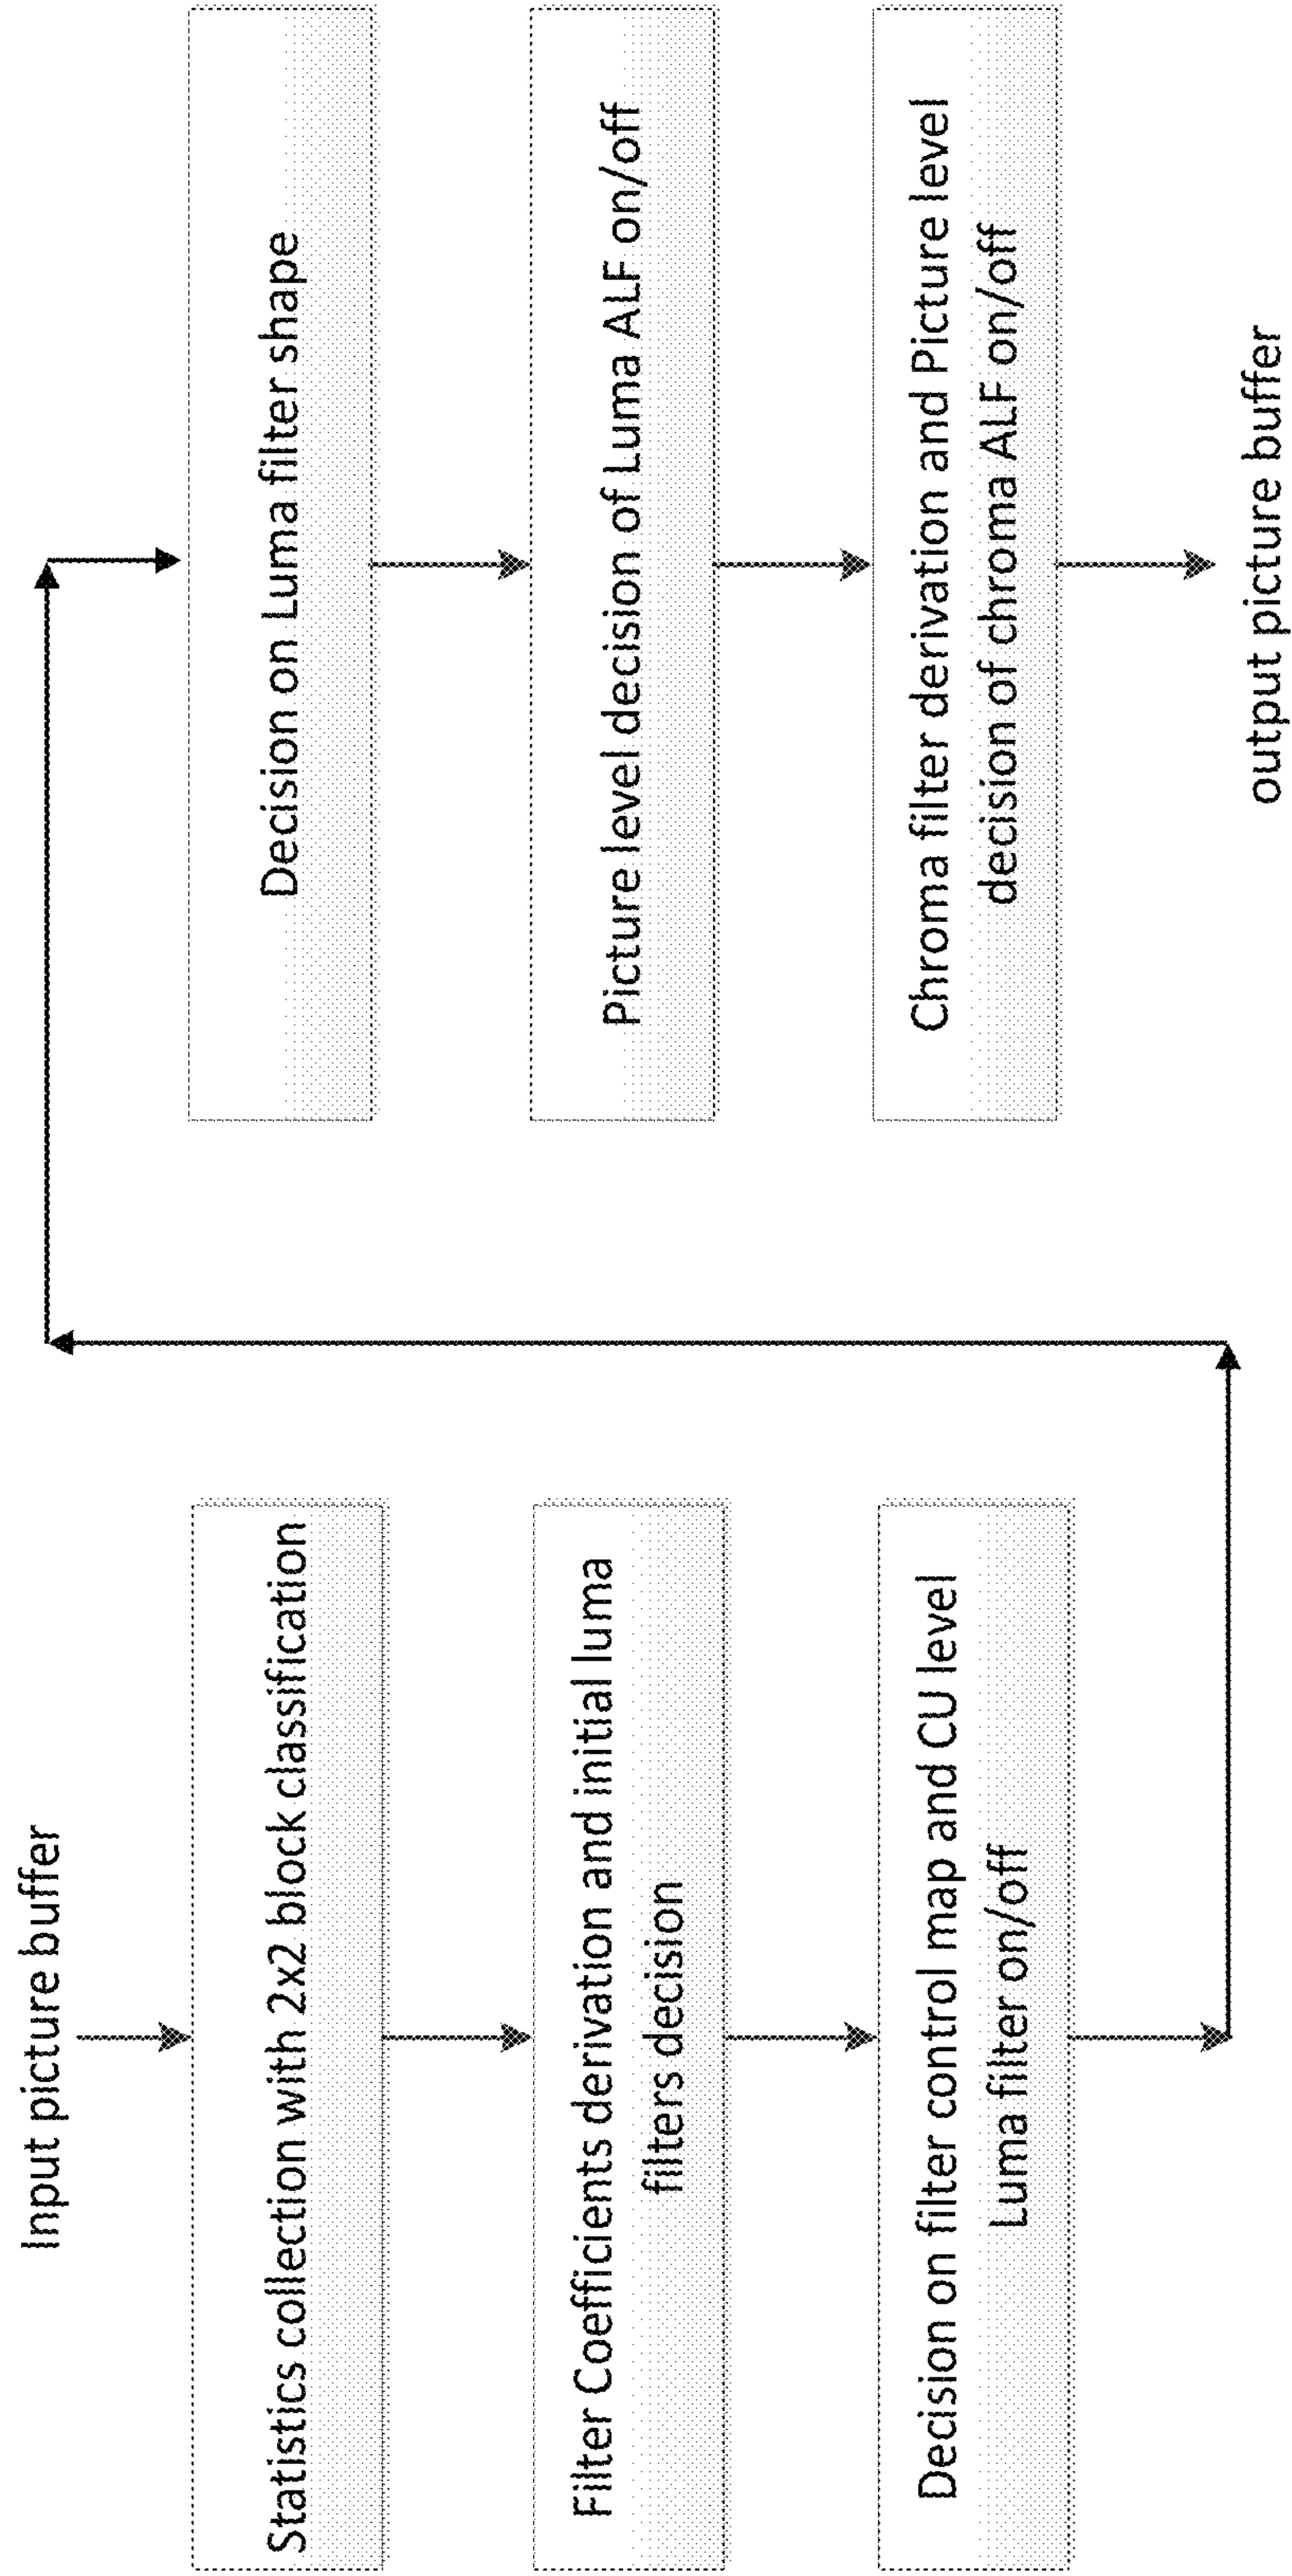 Input picture buffer
Statistics collection with 2x2 block classification
Filter Coefficients derivation and initial luma
filters decision
Decision on filter control map and CU level
Luma filter on/off
Decision on Luma filter shape
Picture level decision of Luma ALF on/off
Chroma filter derivation and Picture level
decision of chroma ALF on/off
output picture buffer